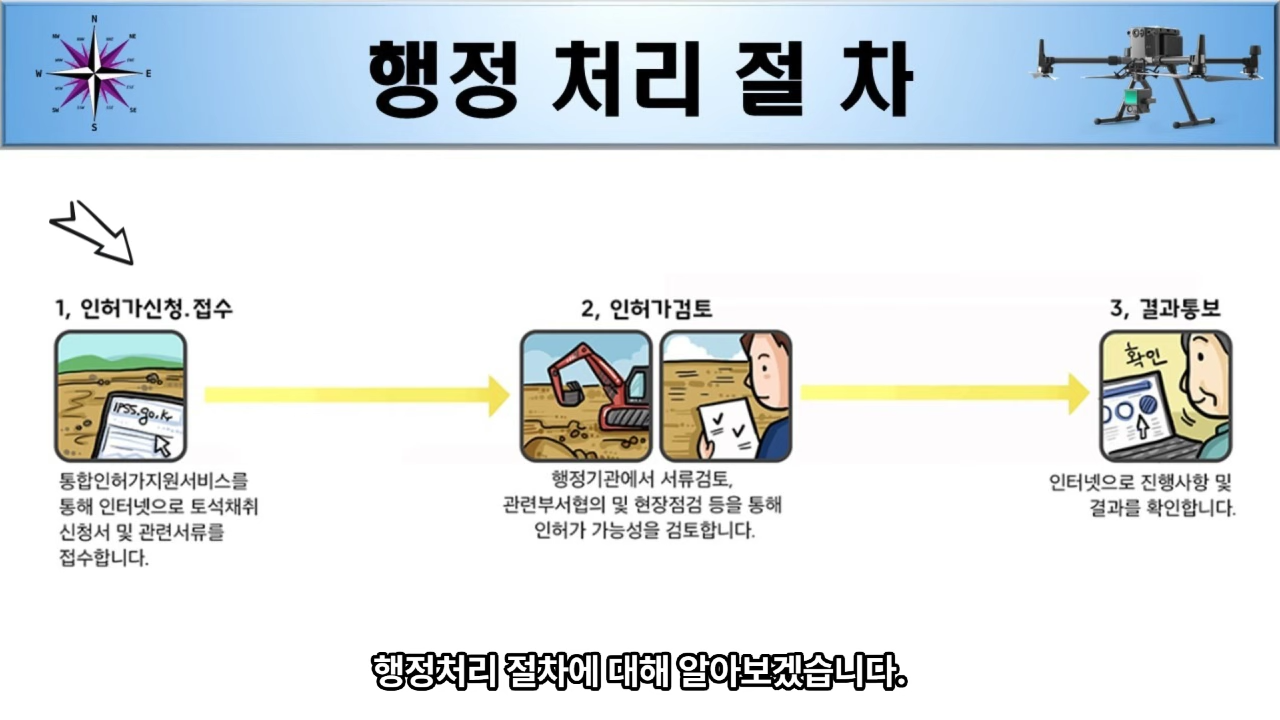 행정 처리 절 차
N
NW NE
W E
SW SE
S
1, 인허가신청.접수
2, 인허가검토
3, 결과통보
IPSS.go.kr
확인
통합인허가지원서비스를
통해 인터넷으로 토석채취
신청서 및 관련서류를
접수합니다.
행정기관에서 서류검토,
관련부서협의 및 현장점검 등을 통해
인허가 가능성을 검토합니다.
인터넷으로 진행사항 및
결과를 확인합니다.
행정처리 절차에 대해 알아보겠습니다.